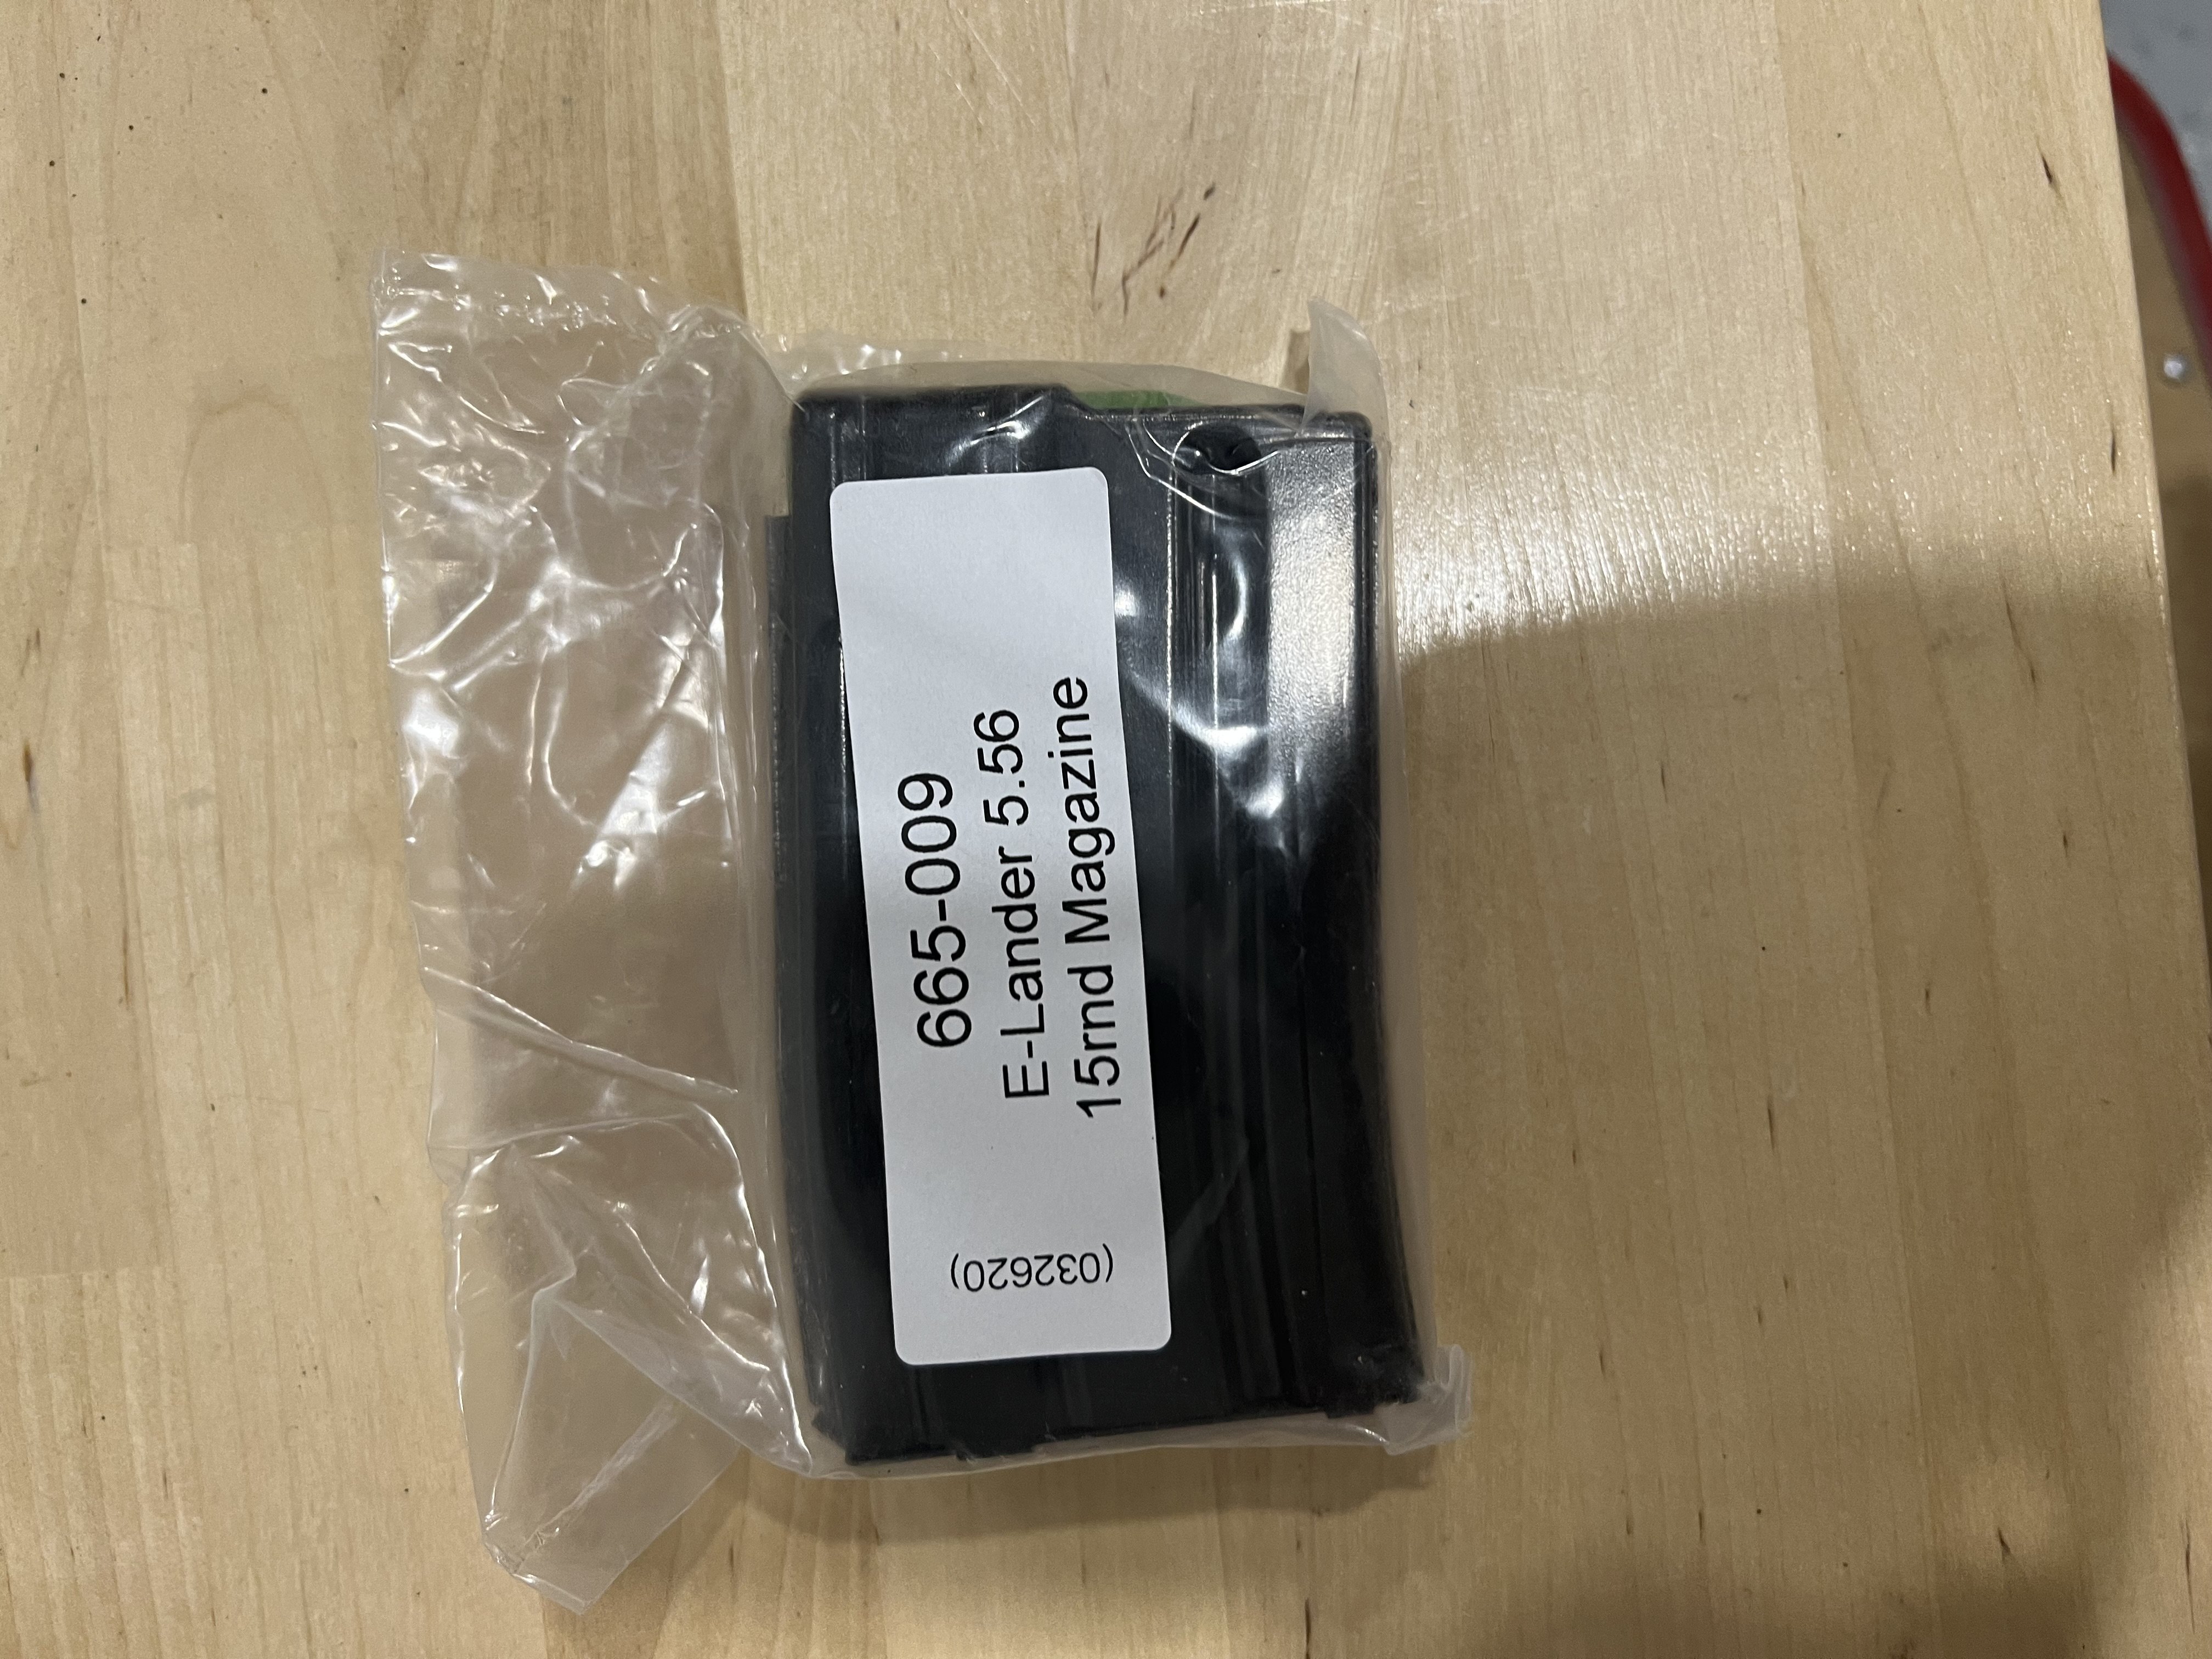 665-009
E-Lander 5.56
15rnd Magazine
(032620)